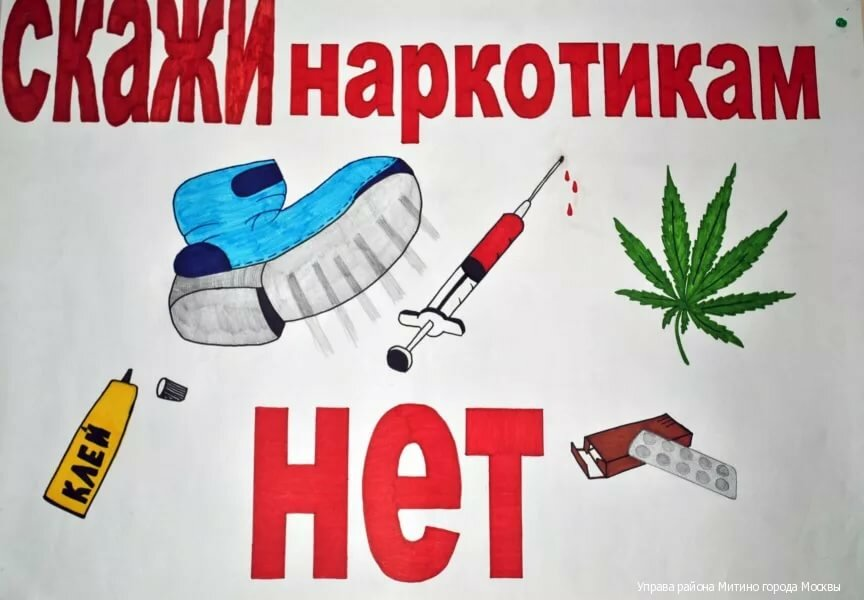 скажи наркотикам
КЛЕЙ
нет
Управа района Митино города Москвы